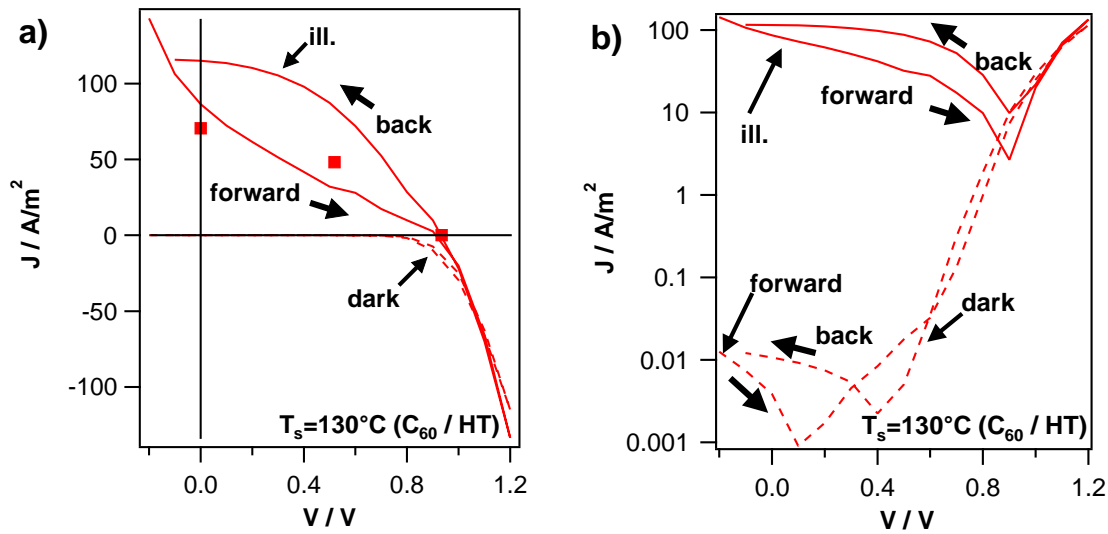 a)
ill.
back
forward
dark
100
50
0
-50
-100
J / A/m²
T_s=130°C (C₆₀ / HT)
0.0
0.4
0.8
1.2
V / V
b)
back
forward
ill.
forward
back
dark
100
10
1
0.1
0.01
0.001
J / A/m²
T_s=130°C (C₆₀ / HT)
0.0
0.4
0.8
1.2
V / V